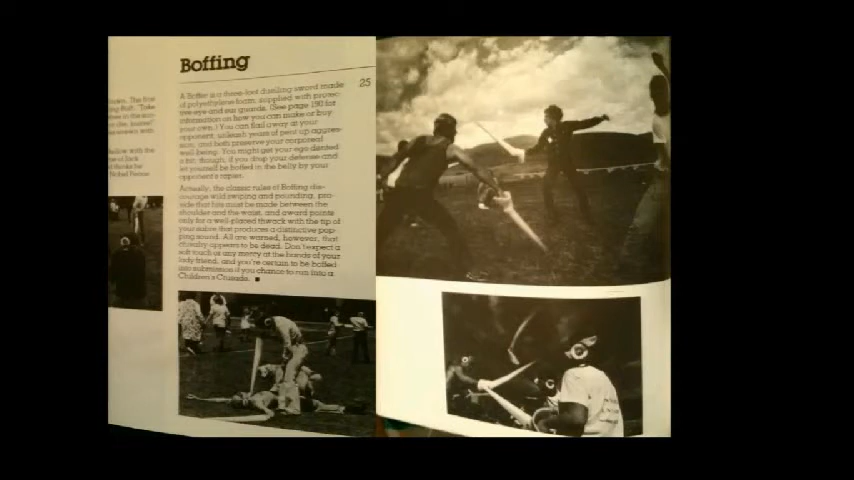 Boffing
25
A Boffer is a three-foot duelling sword made
of polyethylene foam, supplied with protec-
tive eye and ear guards. (See page 190 for
information on how you can make or buy
your own.) You can flail away at your
opponent, unleash years of pent up aggres-
sion, and both preserve your corporeal
well-being. You might get your ego dented
a bit, though, if you drop your defense and
let yourself be boffed in the belly by your
opponent's rapier.
Actually, the classic rules of Boffing dis-
courage wild swiping and pounding, pro-
vide that hits must be made between the
shoulder and the waist, and award points
only for a well-placed thwack with the tip of
your sabre that produces a distinctive pop-
ping sound. All are warned, however, that
chivalry appears to be dead. Don't expect a
soft touch or any mercy at the hands of your
lady friend, and you're certain to be boffed
into submission if you chance to run into a
Children's Crusade.